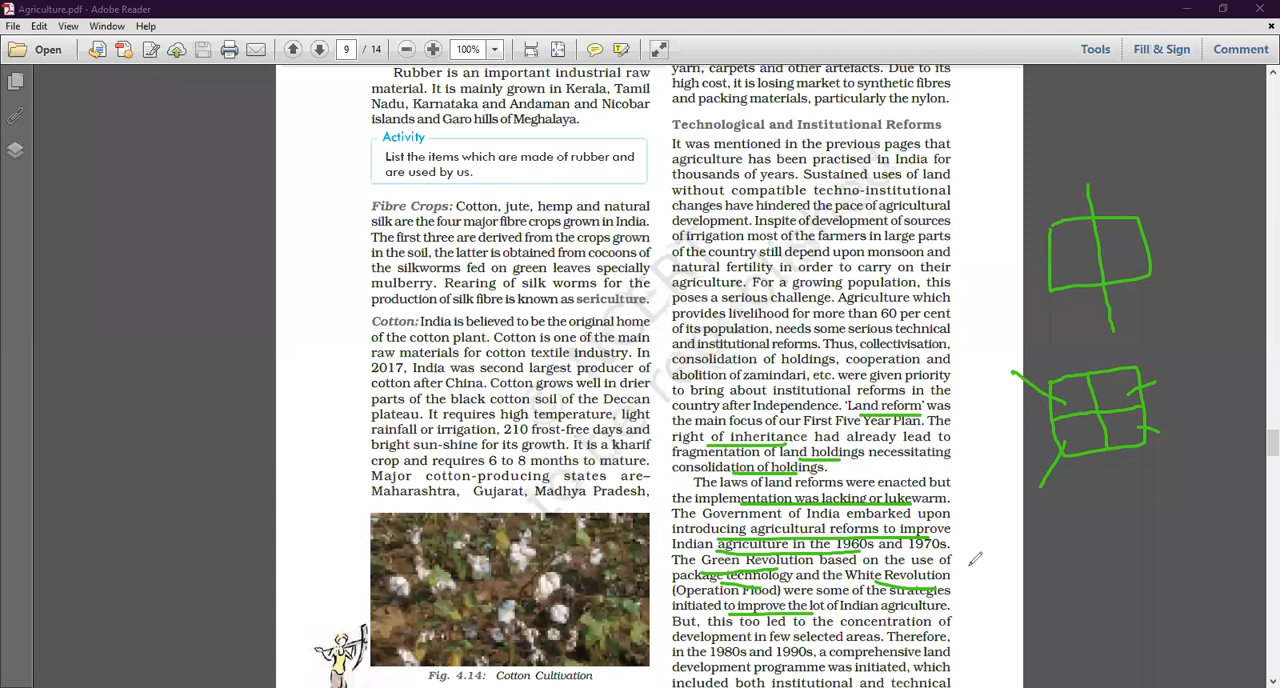 Agriculture.pdf - Adobe Reader
File Edit View Window Help
Open 9 / 14 100% Tools Fill & Sign Comment
Rubber is an important industrial raw
material. It is mainly grown in Kerala, Tamil
Nadu, Karnataka and Andaman and Nicobar
islands and Garo hills of Meghalaya.
Activity
List the items which are made of rubber and
are used by us.
Fibre Crops: Cotton, jute, hemp and natural
silk are the four major fibre crops grown in India.
The first three are derived from the crops grown
in the soil, the latter is obtained from cocoons of
the silkworms fed on green leaves specially
mulberry. Rearing of silk worms for the
production of silk fibre is known as sericulture.
Cotton: India is believed to be the original home
of the cotton plant. Cotton is one of the main
raw materials for cotton textile industry. In
2017, India was second largest producer of
cotton after China. Cotton grows well in drier
parts of the black cotton soil of the Deccan
plateau. It requires high temperature, light
rainfall or irrigation, 210 frost-free days and
bright sun-shine for its growth. It is a kharif
crop and requires 6 to 8 months to mature.
Major cotton-producing states are–
Maharashtra, Gujarat, Madhya Pradesh,
Fig. 4.14: Cotton Cultivation
yarn, carpets and other artefacts. Due to its
high cost, it is losing market to synthetic fibres
and packing materials, particularly the nylon.
Technological and Institutional Reforms
It was mentioned in the previous pages that
agriculture has been practised in India for
thousands of years. Sustained uses of land
without compatible techno-institutional
changes have hindered the pace of agricultural
development. Inspite of development of sources
of irrigation most of the farmers in large parts
of the country still depend upon monsoon and
natural fertility in order to carry on their
agriculture. For a growing population, this
poses a serious challenge. Agriculture which
provides livelihood for more than 60 per cent
of its population, needs some serious technical
and institutional reforms. Thus, collectivisation,
consolidation of holdings, cooperation and
abolition of zamindari, etc. were given priority
to bring about institutional reforms in the
country after Independence. 'Land reform' was
the main focus of our First Five Year Plan. The
right of inheritance had already lead to
fragmentation of land holdings necessitating
consolidation of holdings.
The laws of land reforms were enacted but
the implementation was lacking or lukewarm.
The Government of India embarked upon
introducing agricultural reforms to improve
Indian agriculture in the 1960s and 1970s.
The Green Revolution based on the use of
package technology and the White Revolution
(Operation Flood) were some of the strategies
initiated to improve the lot of Indian agriculture.
But, this too led to the concentration of
development in few selected areas. Therefore,
in the 1980s and 1990s, a comprehensive land
development programme was initiated, which
included both institutional and technical